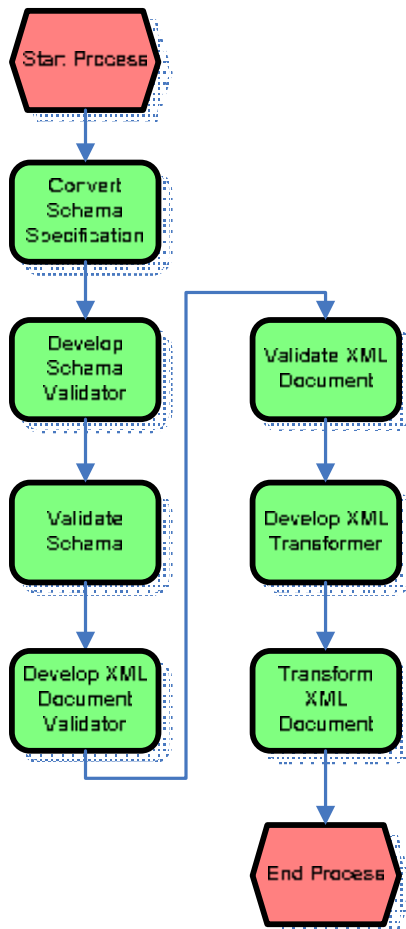 Start Process
Convert
Schema
Specification
Develop
Schema
Validator
Validate
Schema
Develop XML
Document
Validator
Validate XML
Document
Develop XML
Transformer
Transform
XML
Document
End Process